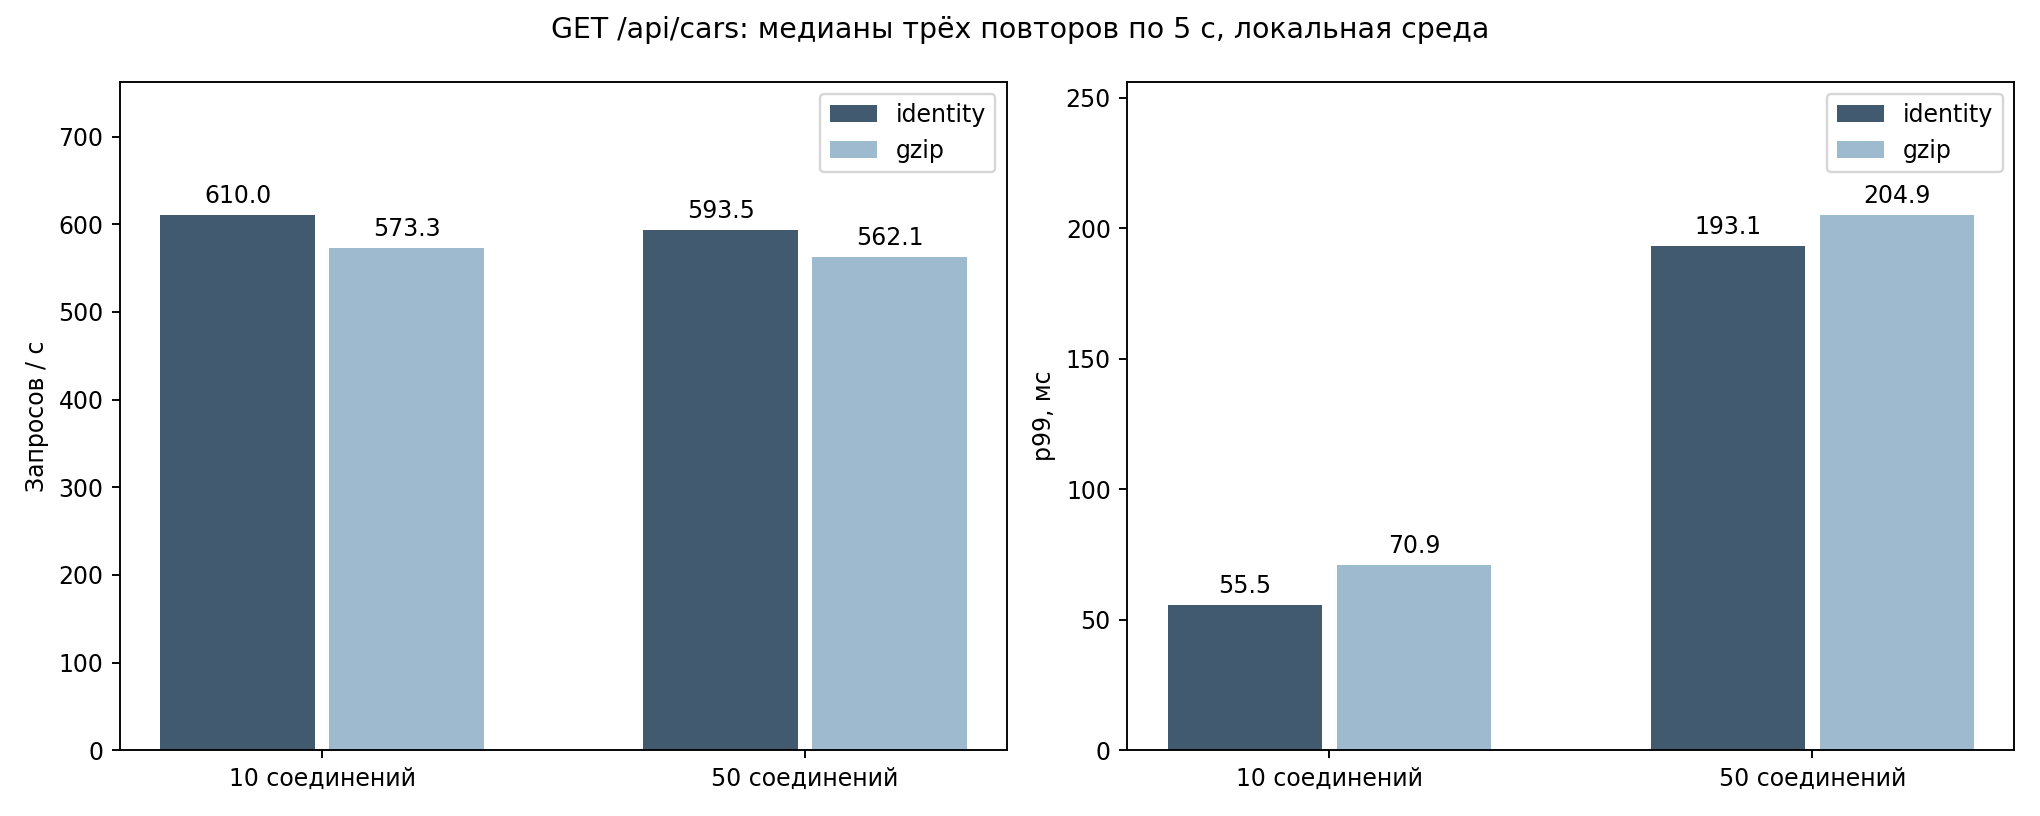 GET /api/cars: медианы трёх повторов по 5 с, локальная среда
Запросов / с
700
600
500
400
300
200
100
0
identity
gzip
610.0
573.3
593.5
562.1
10 соединений
50 соединений
p99, мс
250
200
150
100
50
0
identity
gzip
55.5
70.9
193.1
204.9
10 соединений
50 соединений